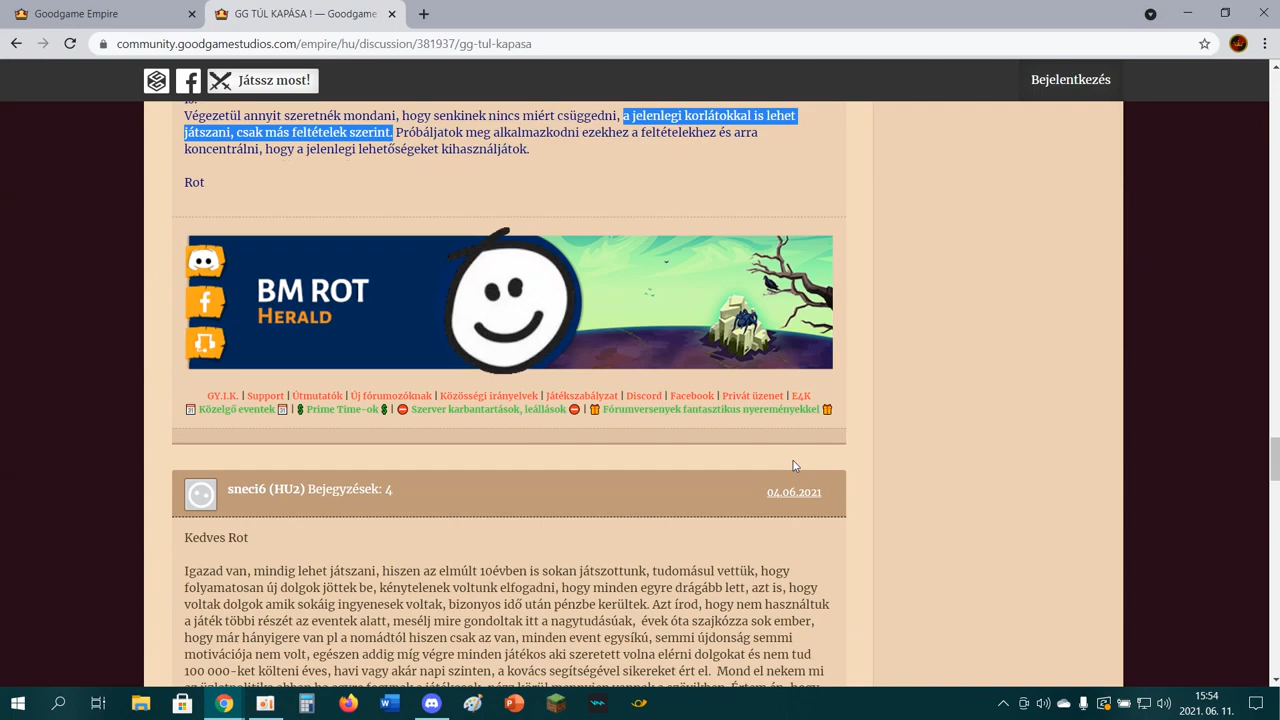 Goodgame Empire
GG TÚL KAPÁSA ! — Goodgame
community.goodgamestudios.com/empire/hu/discussion/381937/gg-tul-kapasa
Játssz most!
Bejelentkezés
is.
Végezetül annyit szeretnék mondani, hogy senkinek nincs miért csüggedni, a jelenlegi korlátokkal is lehet
játszani, csak más feltételek szerint. Próbáljatok meg alkalmazkodni ezekhez a feltételekhez és arra
koncentrálni, hogy a jelenlegi lehetőségeket kihasználjátok.
Rot
BM ROT
HERALD
GY.I.K. | Support | Útmutatók | Új fórumozóknak | Közösségi irányelvek | Játékszabályzat | Discord | Facebook | Privát üzenet | E4K
Közelgő eventek | Prime Time-ok | Szerver karbantartások, leállások | Fórumversenyek fantasztikus nyereményekkel
sneci6 (HU2) Bejegyzések: 4
04.06.2021
Kedves Rot
Igazad van, mindig lehet játszani, hiszen az elmúlt 10évben is sokan játszottunk, tudomásul vettük, hogy
folyamatosan új dolgok jöttek be, kénytelenek voltunk elfogadni, hogy minden egyre drágább lett, azt is, hogy
voltak dolgok amik sokáig ingyenesek voltak, bizonyos idő után pénzbe kerültek. Azt írod, hogy nem használtuk
a játék többi részét az eventek alatt, mesélj mire gondoltak itt a nagytudásúak,  évek óta szajkózza sok ember,
hogy már hányigere van pl a nomádtól hiszen csak az van, minden event egysíkú, semmi újdonság semmi
motivációja nem volt, egészen addig míg végre minden játékos aki szeretett volna elérni dolgokat és nem tud
100 000-ket költeni éves, havi vagy akár napi szinten, a kovács segítségével sikereket ért el.  Mond el nekem mi
15:54
2021. 06. 11.